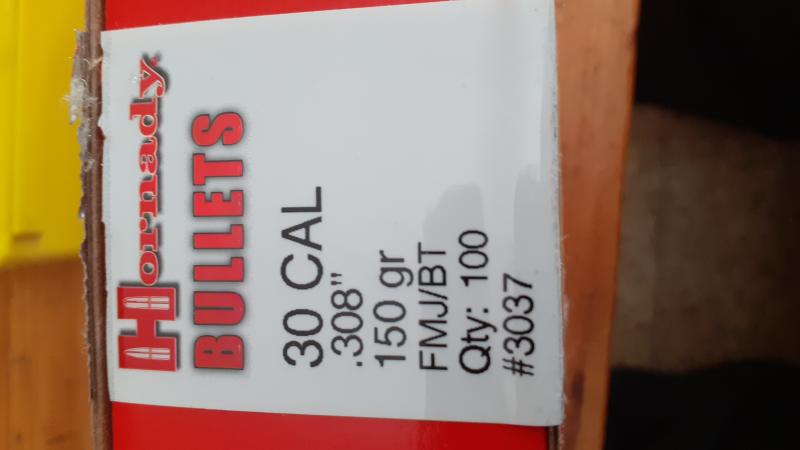 Hornady
BULLETS
30 CAL
.308"
150 gr
FMJ/BT
Qty: 100
#3037